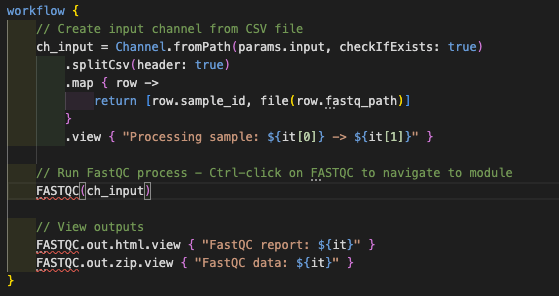 workflow {
    // Create input channel from CSV file
    ch_input = Channel.fromPath(params.input, checkIfExists: true)
        .splitCsv(header: true)
        .map { row ->
            return [row.sample_id, file(row.fastq_path)]
        }
        .view { "Processing sample: ${it[0]} -> ${it[1]}" }

    // Run FastQC process - Ctrl-click on FASTQC to navigate to module
    FASTQC(ch_input)

    // View outputs
    FASTQC.out.html.view { "FastQC report: ${it}" }
    FASTQC.out.zip.view { "FastQC data: ${it}" }
}